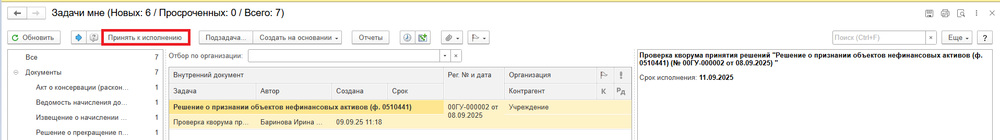 Задачи мне (Новых: 6 / Просроченных: 0 / Всего: 7)
Обновить ? Принять к исполнению Подзадача... Создать на основании Отчеты Поиск (Ctrl+F) × Еще ?
Все 7
Документы 7
Акт о консервации (раскон... 1
Ведомость начисления до... 1
Извещение о начислении ... 1
Решение о прекращение п... 1
Отбор по организации: ×
Внутренний документ Рег. № и дата Организация !
Задача Автор Создана Срок Контрагент К Рд
Решение о признании объектов нефинансовых активов (ф. 0510441) 00ГУ-000002 от 08.09.2025 Учреждение
Проверка кворума пр... Баринова Ирина ... 09.09.25 11:18
Проверка кворума принятия решений "Решение о признании объектов нефинансовых активов (ф.
0510441) (№ 00ГУ-000002 от 08.09.2025) "
Срок исполнения: 11.09.2025